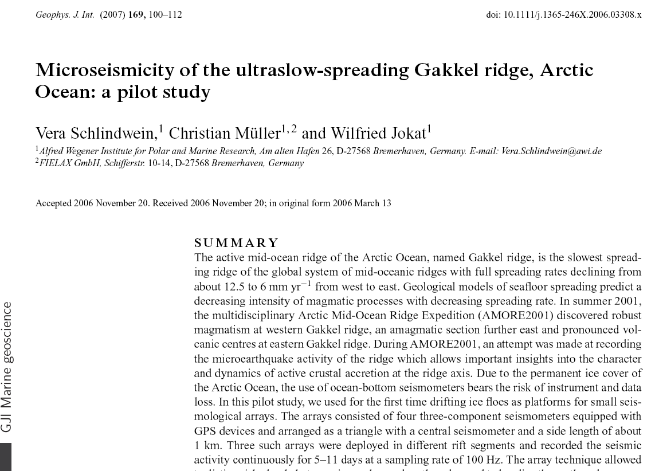 Geophys. J. Int. (2007) 169, 100–112
doi: 10.1111/j.1365-246X.2006.03308.x
Microseismicity of the ultraslow-spreading Gakkel ridge, Arctic
Ocean: a pilot study
Vera Schlindwein,1 Christian Müller1,2 and Wilfried Jokat1
1Alfred Wegener Institute for Polar and Marine Research, Am alten Hafen 26, D-27568 Bremerhaven, Germany. E-mail: Vera.Schlindwein@awi.de
2FIELAX GmbH, Schifferstr. 10-14, D-27568 Bremerhaven, Germany
Accepted 2006 November 20. Received 2006 November 20; in original form 2006 March 13
SUMMARY
The active mid-ocean ridge of the Arctic Ocean, named Gakkel ridge, is the slowest spread-
ing ridge of the global system of mid-oceanic ridges with full spreading rates declining from
about 12.5 to 6 mm yr−1 from west to east. Geological models of seafloor spreading predict a
decreasing intensity of magmatic processes with decreasing spreading rate. In summer 2001,
the multidisciplinary Arctic Mid-Ocean Ridge Expedition (AMORE2001) discovered robust
magmatism at western Gakkel ridge, an amagmatic section further east and pronounced vol-
canic centres at eastern Gakkel ridge. During AMORE2001, an attempt was made at recording
the microearthquake activity of the ridge which allows important insights into the character
and dynamics of active crustal accretion at the ridge axis. Due to the permanent ice cover of
the Arctic Ocean, the use of ocean-bottom seismometers bears the risk of instrument and data
loss. In this pilot study, we used for the first time drifting ice floes as platforms for small seis-
mological arrays. The arrays consisted of four three-component seismometers equipped with
GPS devices and arranged as a triangle with a central seismometer and a side length of about
1 km. Three such arrays were deployed in different rift segments and recorded the seismic
activity continuously for 5–11 days at a sampling rate of 100 Hz. The array technique allowed
GJI Marine geoscience